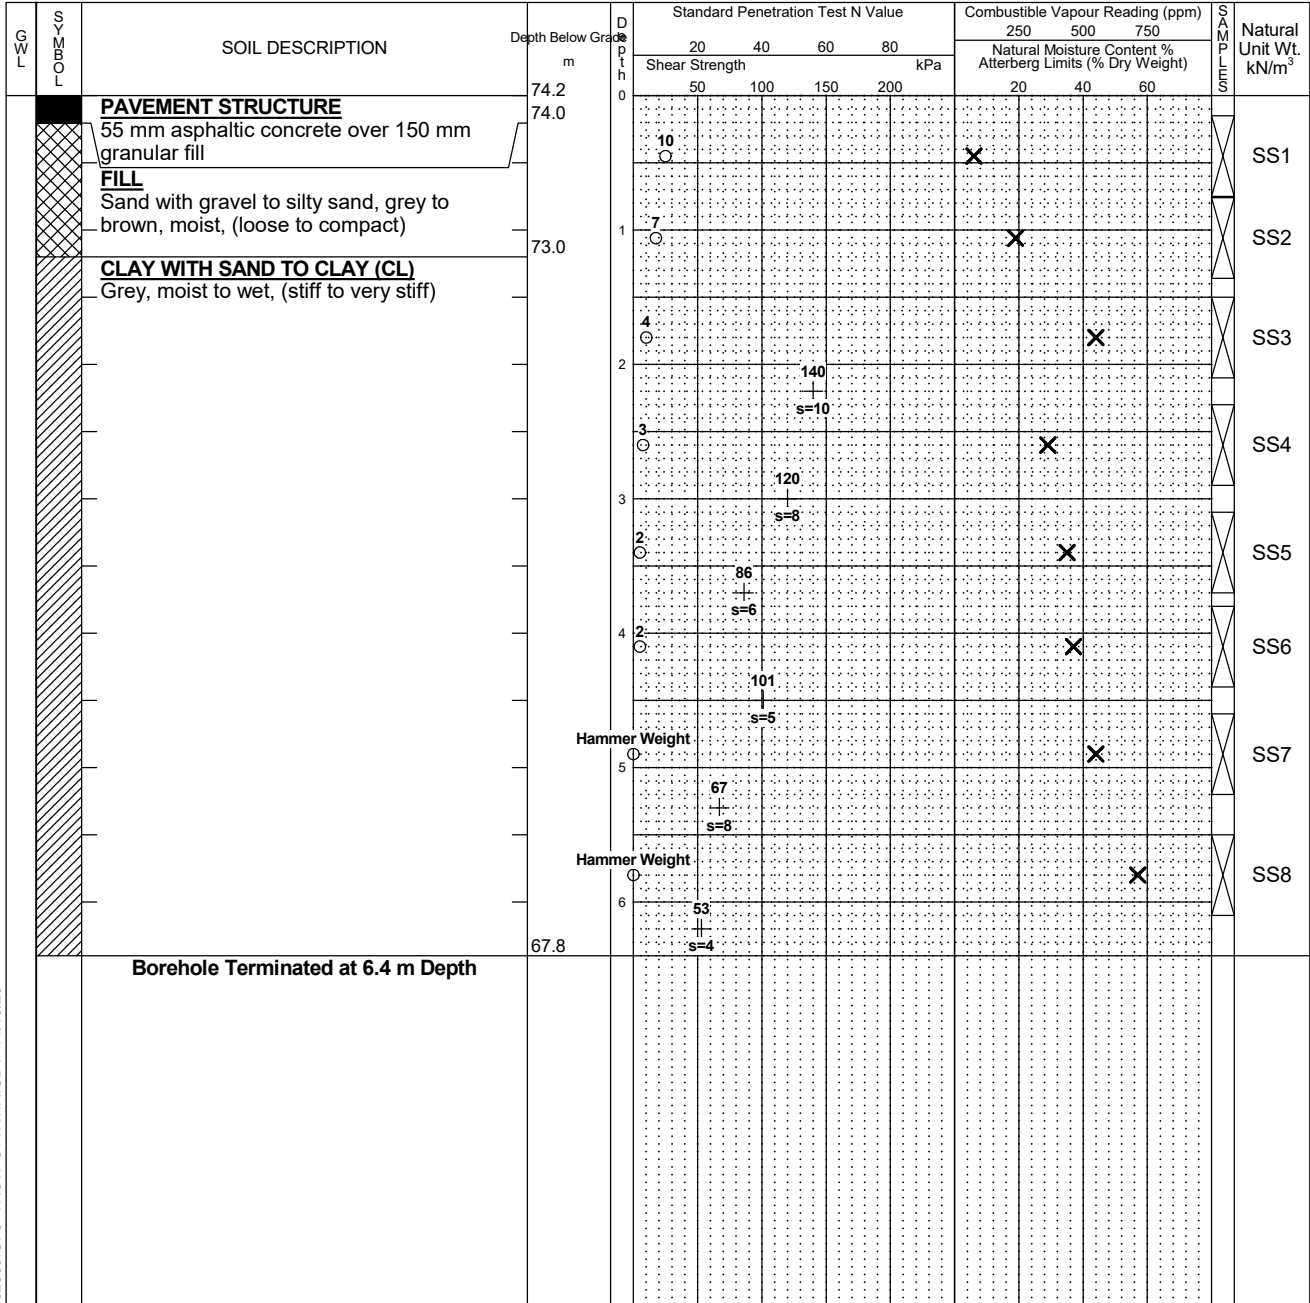 GWL
SYMBOL
SOIL DESCRIPTION
Depth Below Grade
m
Depth
Standard Penetration Test N Value
20 40 60 80
Shear Strength kPa
50 100 150 200
Combustible Vapour Reading (ppm)
250 500 750
Natural Moisture Content %
Atterberg Limits (% Dry Weight)
20 40 60
SAMPLES
Natural
Unit Wt.
kN/m³
74.2
0
PAVEMENT STRUCTURE
74.0
55 mm asphaltic concrete over 150 mm
granular fill
10
SS1
FILL
Sand with gravel to silty sand, grey to
brown, moist, (loose to compact)
7
1
SS2
73.0
CLAY WITH SAND TO CLAY (CL)
Grey, moist to wet, (stiff to very stiff)
4
SS3
2
140
s=10
3
SS4
120
3
s=8
2
SS5
86
s=6
2
4
SS6
101
s=5
Hammer Weight
SS7
5
67
s=8
Hammer Weight
SS8
6
53
s=4
67.8
Borehole Terminated at 6.4 m Depth